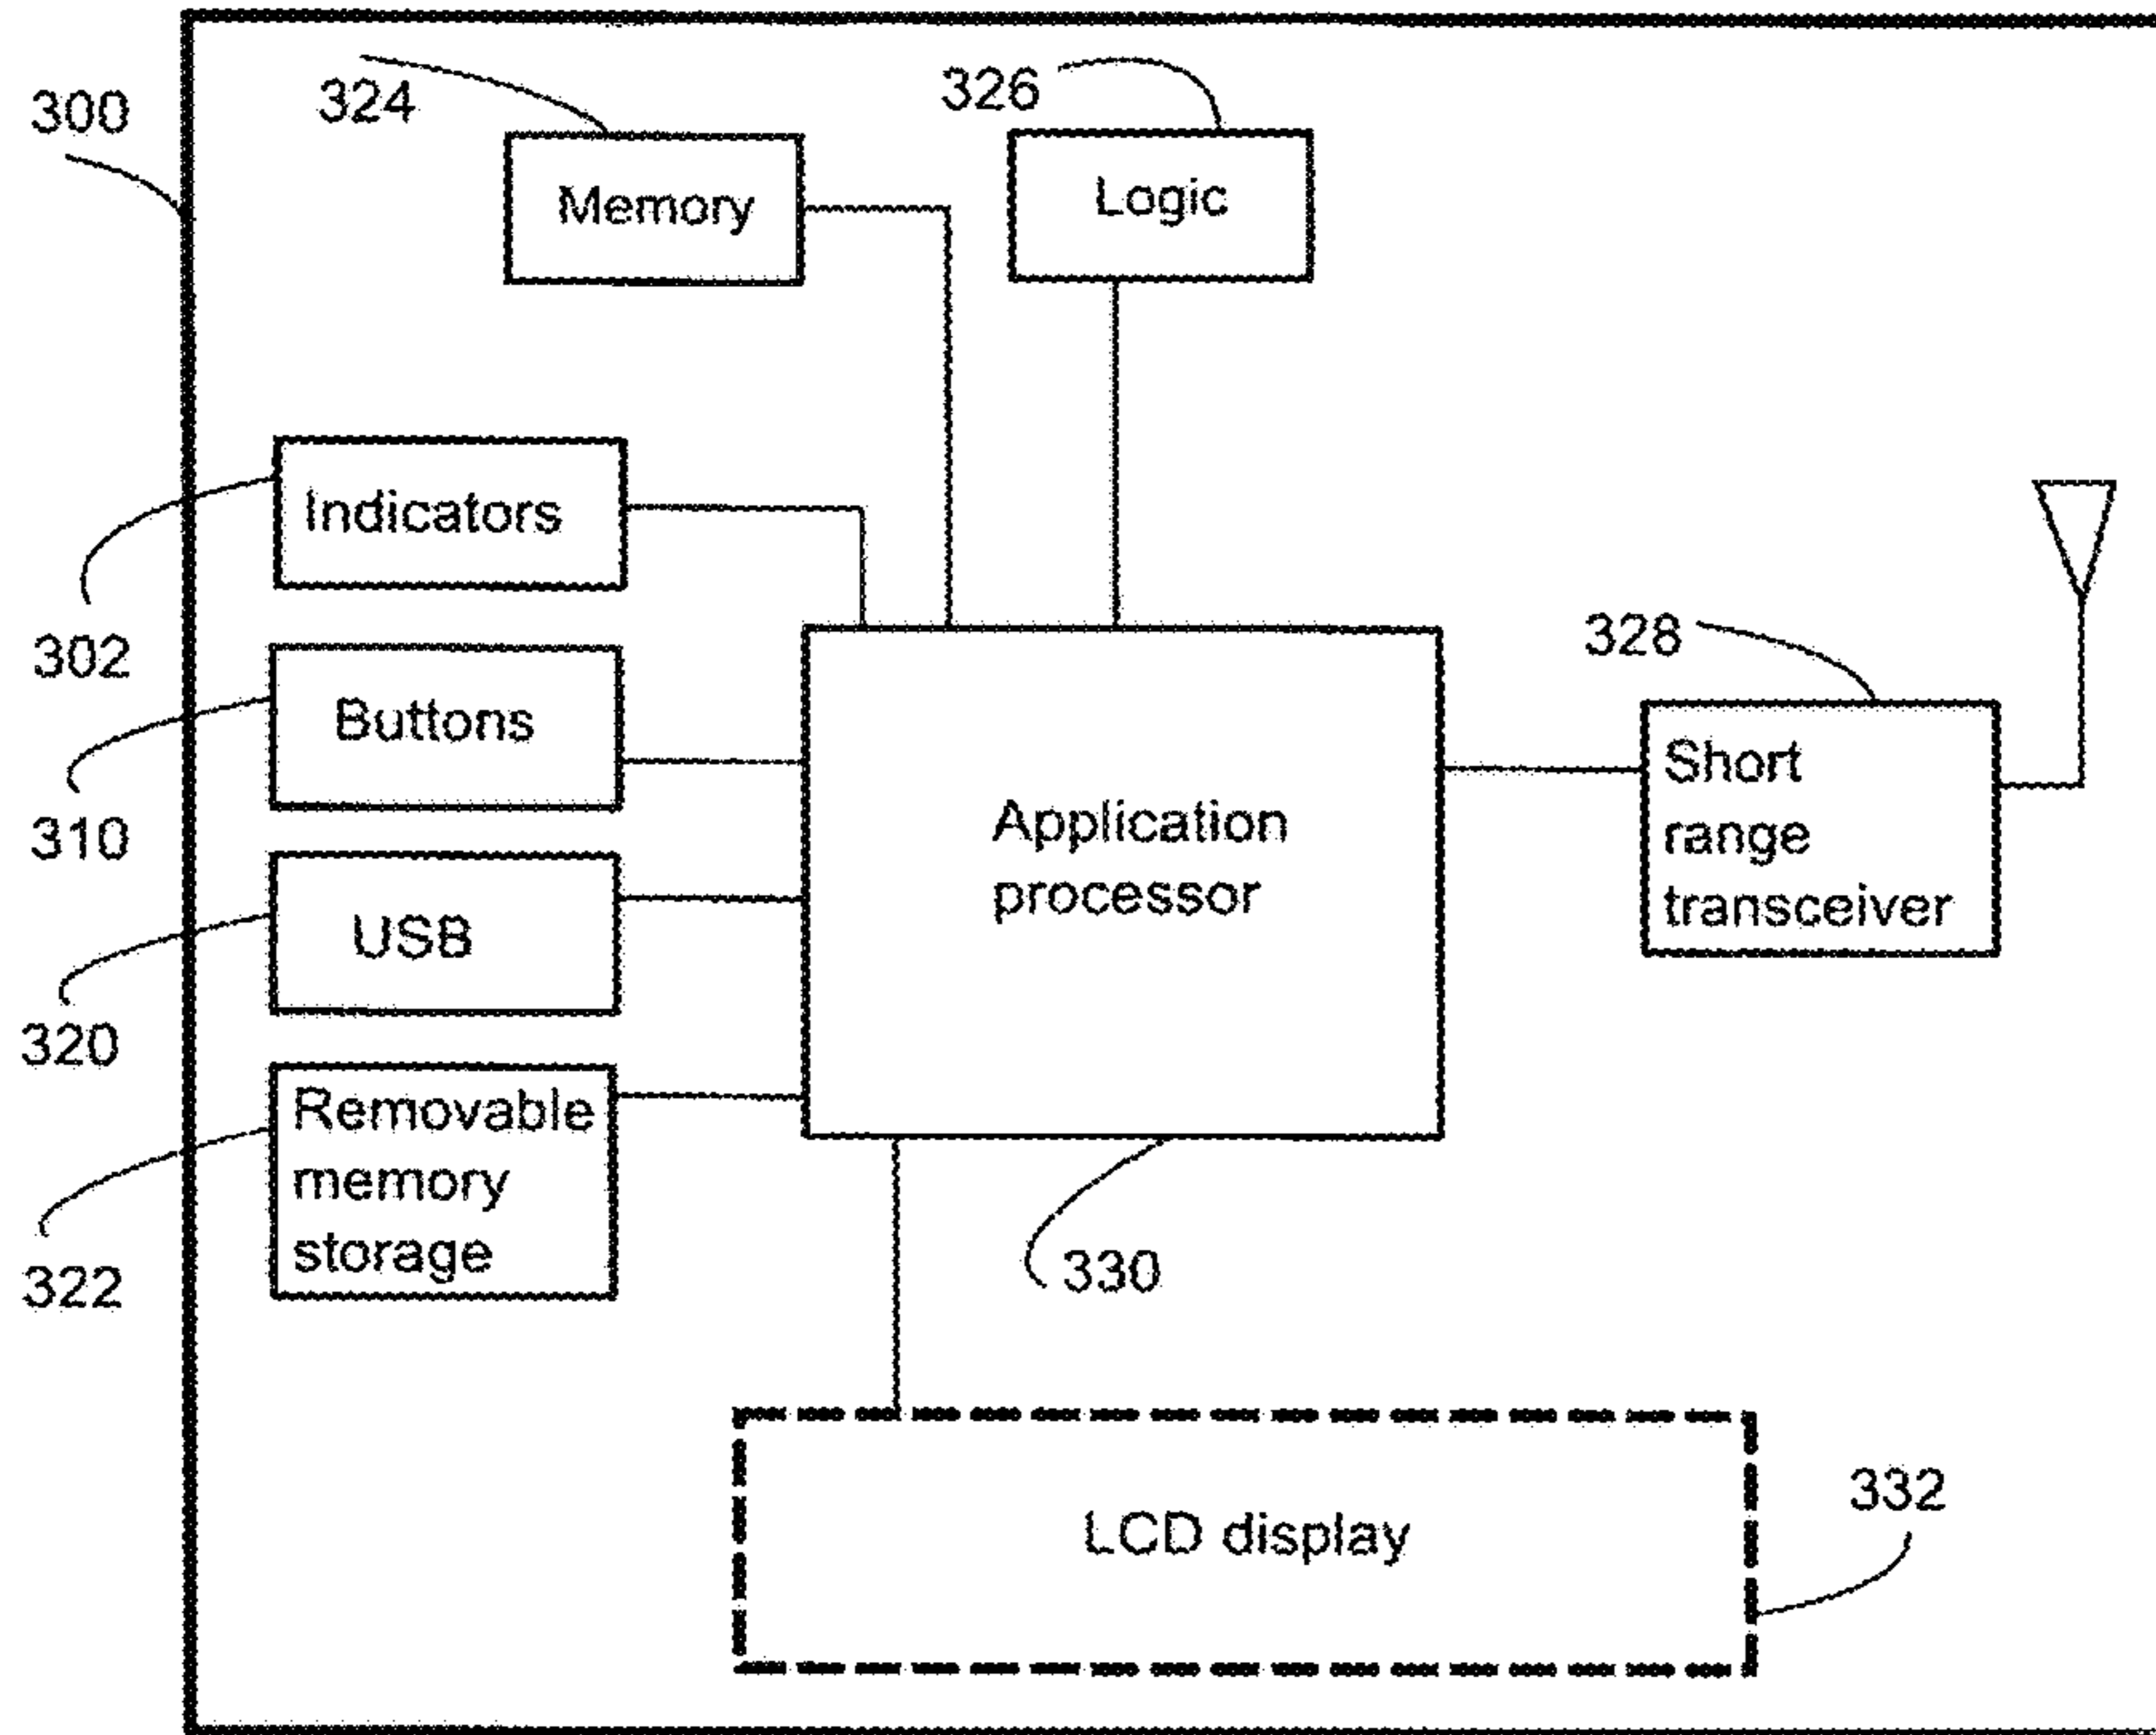 300
324
326
Memory
Logic
Indicators
302
328
Buttons
Short
range
transceiver
310
Application
processor
USB
320
Removable
memory
storage
322
330
332
LCD display